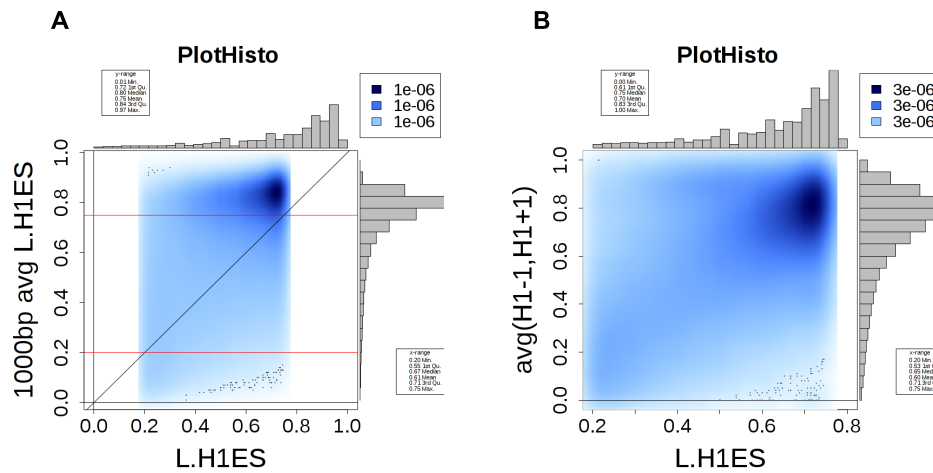 A
PlotHisto
y-range
0.01 Min.
0.72 1st Qu.
0.80 Median
0.75 Mean
0.84 3rd Qu.
0.97 Max.
1e-06
1e-06
1e-06
1000bp avg L.H1ES
1.0
0.8
0.6
0.4
0.2
0.0
x-range
0.20 Min.
0.55 1st Qu.
0.67 Median
0.61 Mean
0.71 3rd Qu.
0.75 Max.
0.0 0.2 0.4 0.6 0.8 1.0
L.H1ES
B
PlotHisto
y-range
0.00 Min.
0.61 1st Qu.
0.75 Median
0.70 Mean
0.83 3rd Qu.
1.00 Max.
3e-06
3e-06
3e-06
avg(H1-1,H1+1)
1.0
0.8
0.6
0.4
0.2
0.0
x-range
0.20 Min.
0.53 1st Q
0.65 Media
0.60 Mean
0.71 3rd Q
0.75 Max.
0.2 0.4 0.6 0.8
L.H1ES